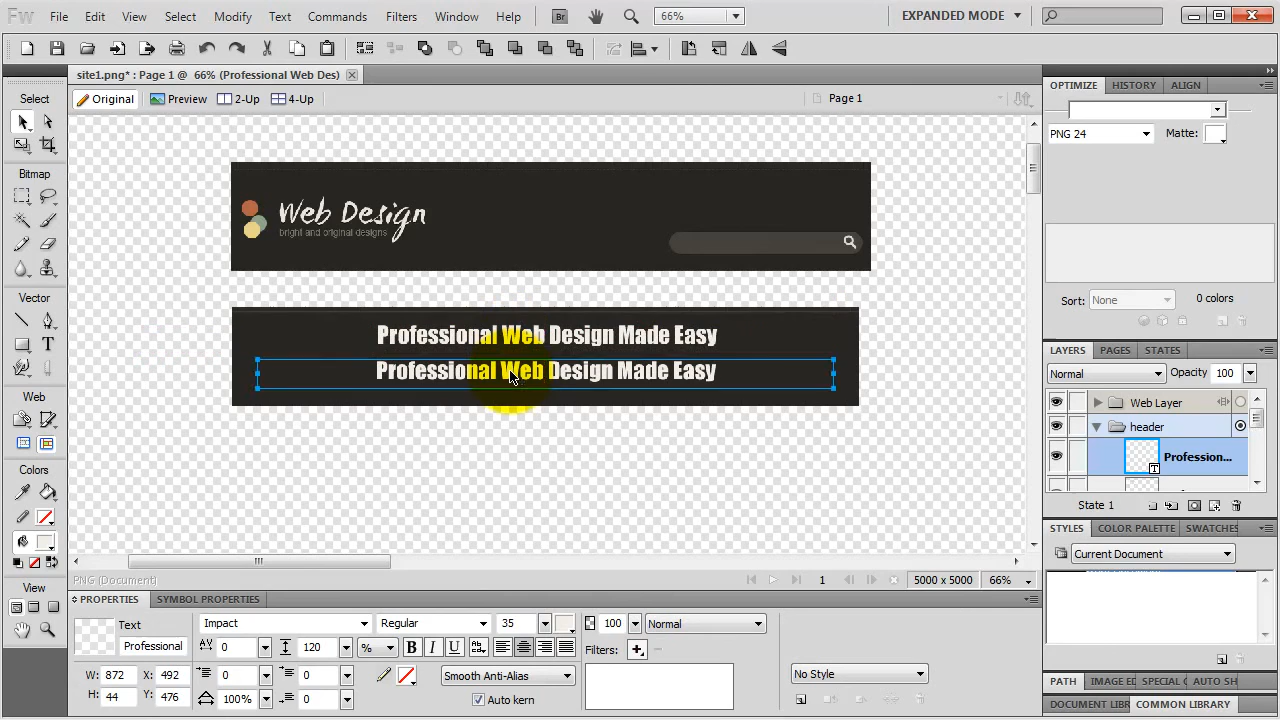 Fw File Edit View Select Modify Text Commands Filters Window Help Br 66% EXPANDED MODE
site1.png* : Page 1 @ 66% (Professional Web Des)
Original Preview 2-Up 4-Up Page 1
Select
Bitmap
Vector
Web
Colors
View
Web Design
bright and original designs
Professional Web Design Made Easy
Professional Web Design Made Easy
OPTIMIZE HISTORY ALIGN
PNG 24 Matte:
Sort: None 0 colors
LAYERS PAGES STATES
Normal Opacity 100
Web Layer
header
Profession...
State 1
STYLES COLOR PALETTE SWATCHES
Current Document
PNG (Document) 1 5000 x 5000 66%
PROPERTIES SYMBOL PROPERTIES
Text Impact Regular 35 100 Normal
Professional 0 120 % B I U Filters:
W: 872 X: 492 0 0 Smooth Anti-Alias No Style
H: 44 Y: 476 100% 0 Auto kern
PATH IMAGE ED SPECIAL AUTO SH
DOCUMENT LIBR COMMON LIBRARY